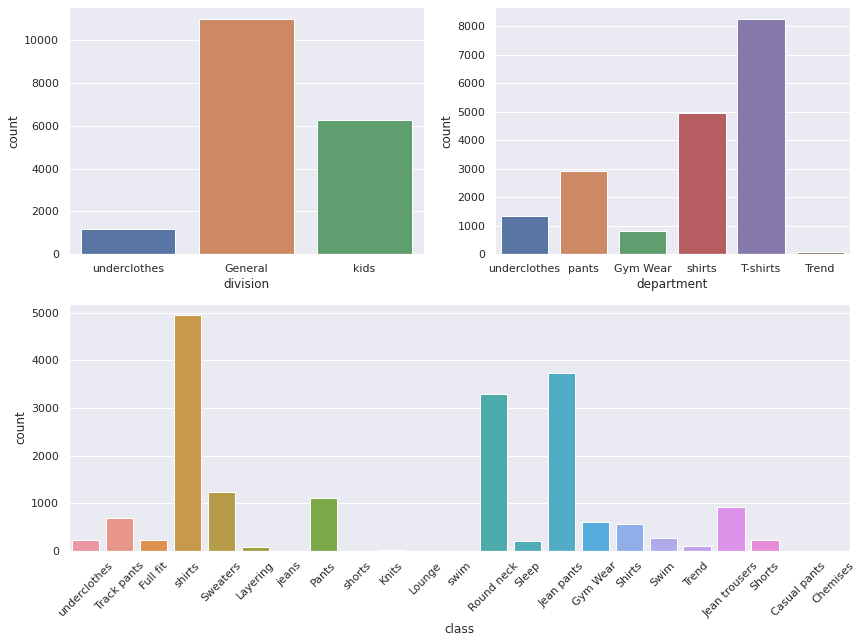 10000
8000
6000
4000
2000
0
count
underclothes General kids
division
8000
7000
6000
5000
4000
3000
2000
1000
0
count
underclothes pants Gym Wear shirts T-shirts Trend
department
5000
4000
3000
2000
1000
0
count
underclothes
Track pants
Full fit
shirts
Sweaters
Layering
jeans
Pants
shorts
Knits
Lounge
swim
Round neck
Sleep
Jean pants
Gym Wear
Shirts
Swim
Trend
Jean trousers
Shorts
Casual pants
Chemises
class